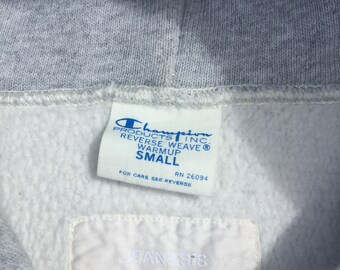 Champion
PRODUCTS INC
REVERSE WEAVE®
WARMUP
SMALL
RN 26094
FOR CARE SEE REVERSE